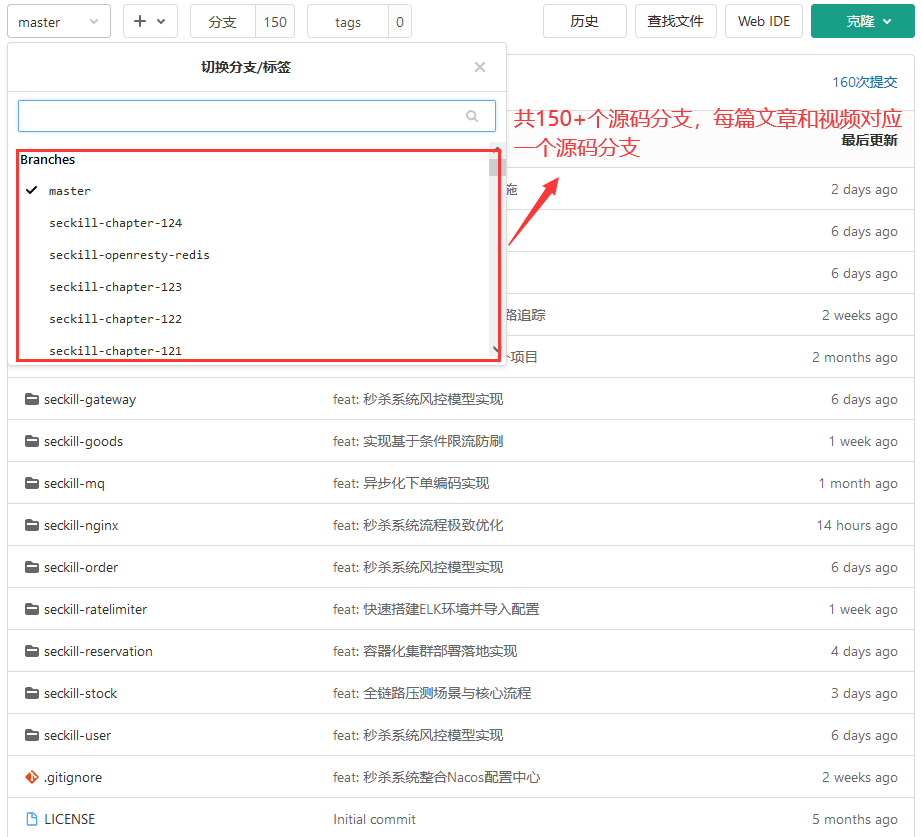 master
分支 150
tags 0
历史
查找文件
Web IDE
克隆
切换分支/标签
160次提交
共150+个源码分支，每篇文章和视频对应
一个源码分支
最后更新
Branches
master
施 2 days ago
seckill-chapter-124
6 days ago
seckill-openresty-redis
seckill-chapter-123
6 days ago
seckill-chapter-122
路追踪 2 weeks ago
seckill-chapter-121
项目 2 months ago
seckill-gateway feat: 秒杀系统风控模型实现 6 days ago
seckill-goods feat: 实现基于条件限流防刷 1 week ago
seckill-mq feat: 异步化下单编码实现 1 month ago
seckill-nginx feat: 秒杀系统流程极致优化 14 hours ago
seckill-order feat: 秒杀系统风控模型实现 6 days ago
seckill-ratelimiter feat: 快速搭建ELK环境并导入配置 1 week ago
seckill-reservation feat: 容器化集群部署落地实现 4 days ago
seckill-stock feat: 全链路压测场景与核心流程 3 days ago
seckill-user feat: 秒杀系统风控模型实现 6 days ago
.gitignore feat: 秒杀系统整合Nacos配置中心 2 weeks ago
LICENSE Initial commit 5 months ago